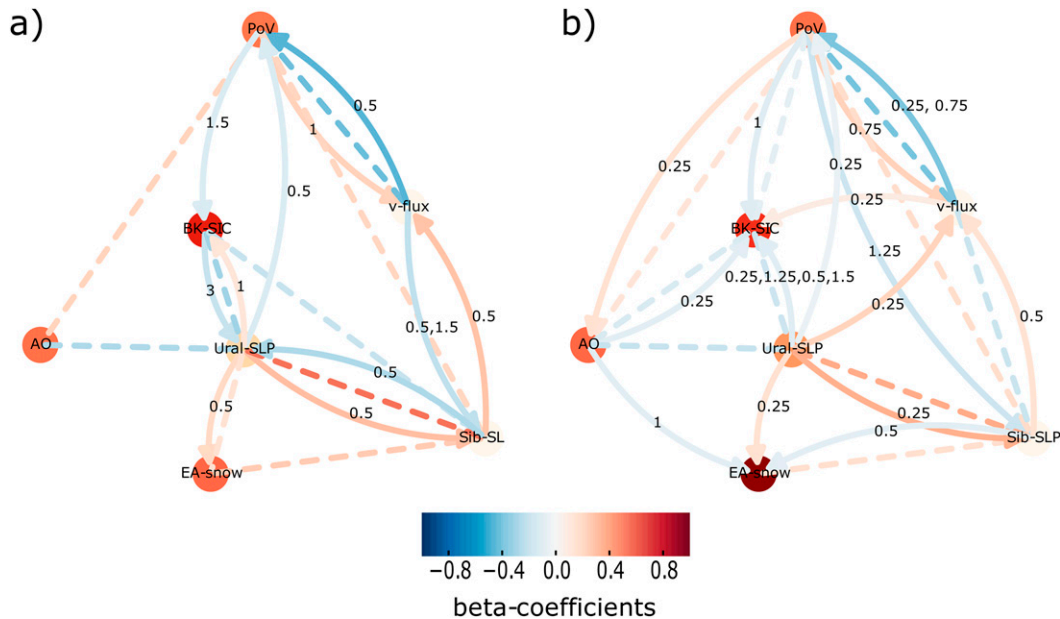 a)
PoV
0.5
1.5
1
0.5
v-flux
BK-SIC
3
1
0.5,1.5
0.5
AO
Ural-SLP
0.5
0.5
0.5
Sib-SL
EA-snow
b)
PoV
0.25, 0.75
1
0.75
0.25
0.25
v-flux
0.25
BK-SIC
1.25
0.25,1.25,0.5,1.5
0.25
0.25
0.5
AO
Ural-SLP
0.25
0.25
1
0.5
Sib-SLP
EA-snow
−0.8 −0.4 0.0 0.4 0.8
beta-coefficients